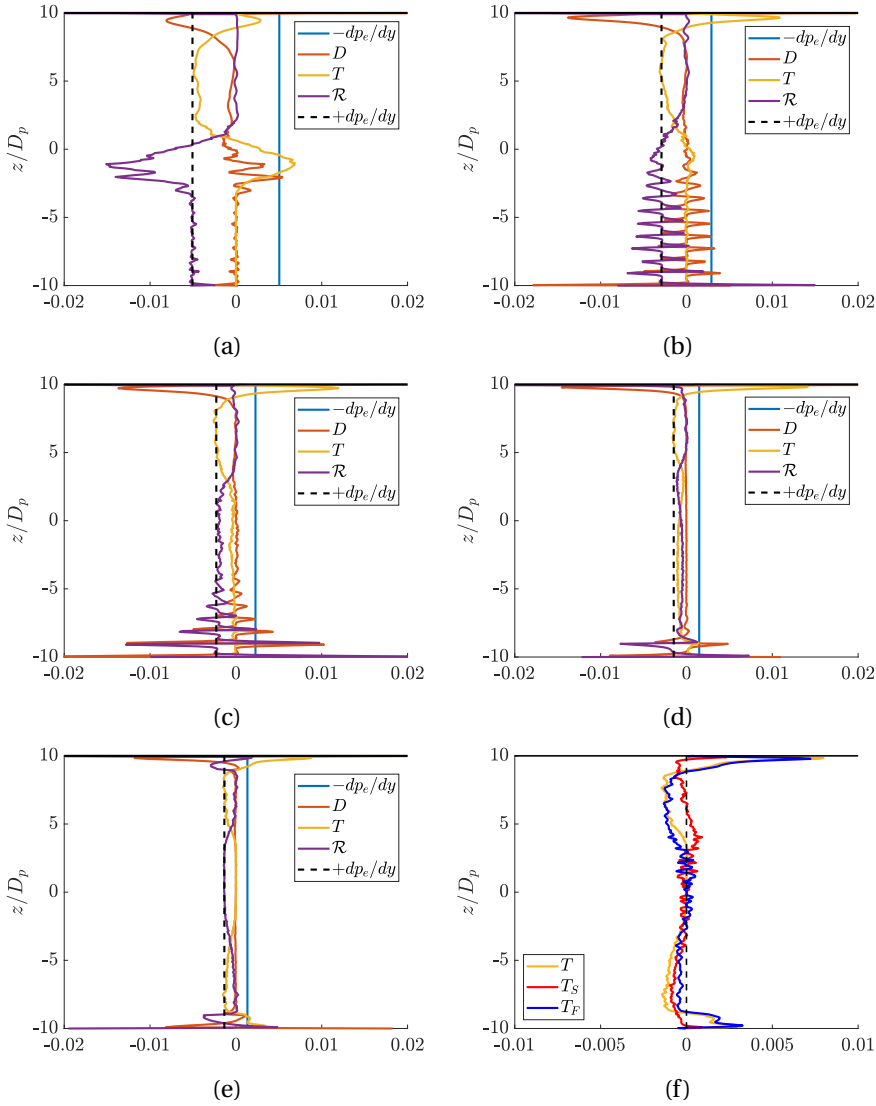 10
5
0
-5
-10
z/D_p
-0.02
-0.01
0
0.01
0.02
−dp_e/dy
D
T
ℛ
+dp_e/dy
(a)
10
5
0
-5
-10
z/D_p
-0.02
-0.01
0
0.01
0.02
−dp_e/dy
D
T
ℛ
+dp_e/dy
(b)
10
5
0
-5
-10
z/D_p
-0.02
-0.01
0
0.01
0.02
−dp_e/dy
D
T
ℛ
+dp_e/dy
(c)
10
5
0
-5
-10
z/D_p
-0.02
-0.01
0
0.01
0.02
−dp_e/dy
D
T
ℛ
+dp_e/dy
(d)
10
5
0
-5
-10
z/D_p
-0.02
-0.01
0
0.01
0.02
−dp_e/dy
D
T
ℛ
+dp_e/dy
(e)
10
5
0
-5
-10
z/D_p
-0.01
-0.005
0
0.005
0.01
T
T_S
T_F
(f)